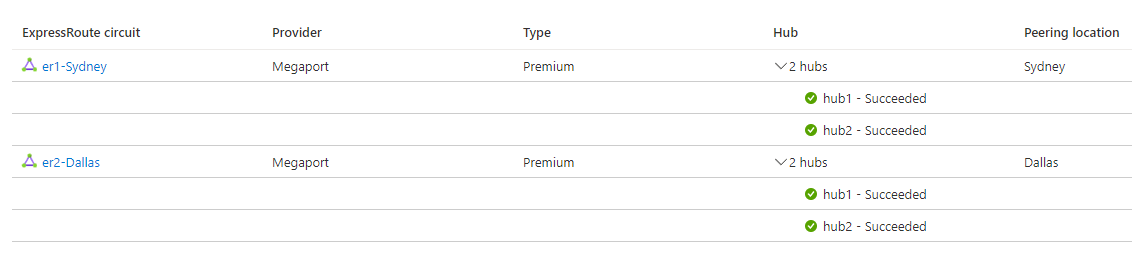 ExpressRoute circuit Provider Type Hub Peering location
er1-Sydney Megaport Premium 2 hubs Sydney
hub1 - Succeeded
hub2 - Succeeded
er2-Dallas Megaport Premium 2 hubs Dallas
hub1 - Succeeded
hub2 - Succeeded